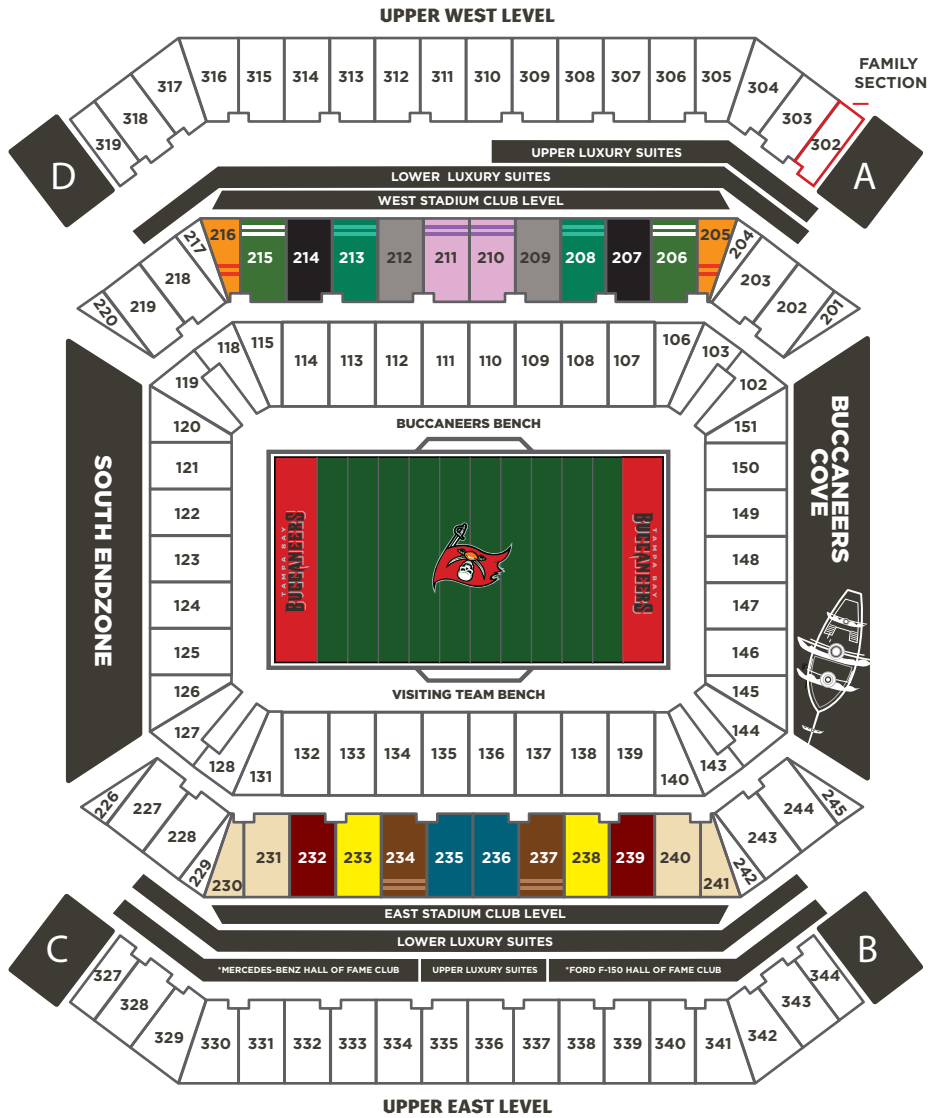 UPPER WEST LEVEL
FAMILY
SECTION
317 316 315 314 313 312 311 310 309 308 307 306 305 304
319 318 303 302
D
A
UPPER LUXURY SUITES
LOWER LUXURY SUITES
WEST STADIUM CLUB LEVEL
220 219 218 217 216 215 214 213 212 211 210 209 208 207 206 205 204 203 202 201
119 118 115 114 113 112 111 110 109 108 107 106 103 102
BUCCANEERS BENCH
120
121
122
123
124
125
126
127
151
150
149
148
147
146
145
144
SOUTH ENDZONE
BUCCANEERS
COVE
TAMPA BAY
BUCCANEERS
TAMPA BAY
BUCCANEERS
VISITING TEAM BENCH
128 131 132 133 134 135 136 137 138 139 140 143
226 227 228 229 230 231 232 233 234 235 236 237 238 239 240 241 242 243 244 245
EAST STADIUM CLUB LEVEL
LOWER LUXURY SUITES
*MERCEDES-BENZ HALL OF FAME CLUB
UPPER LUXURY SUITES
*FORD F-150 HALL OF FAME CLUB
C
B
327 328 329 330 331 332 333 334 335 336 337 338 339 340 341 342 343 344
UPPER EAST LEVEL